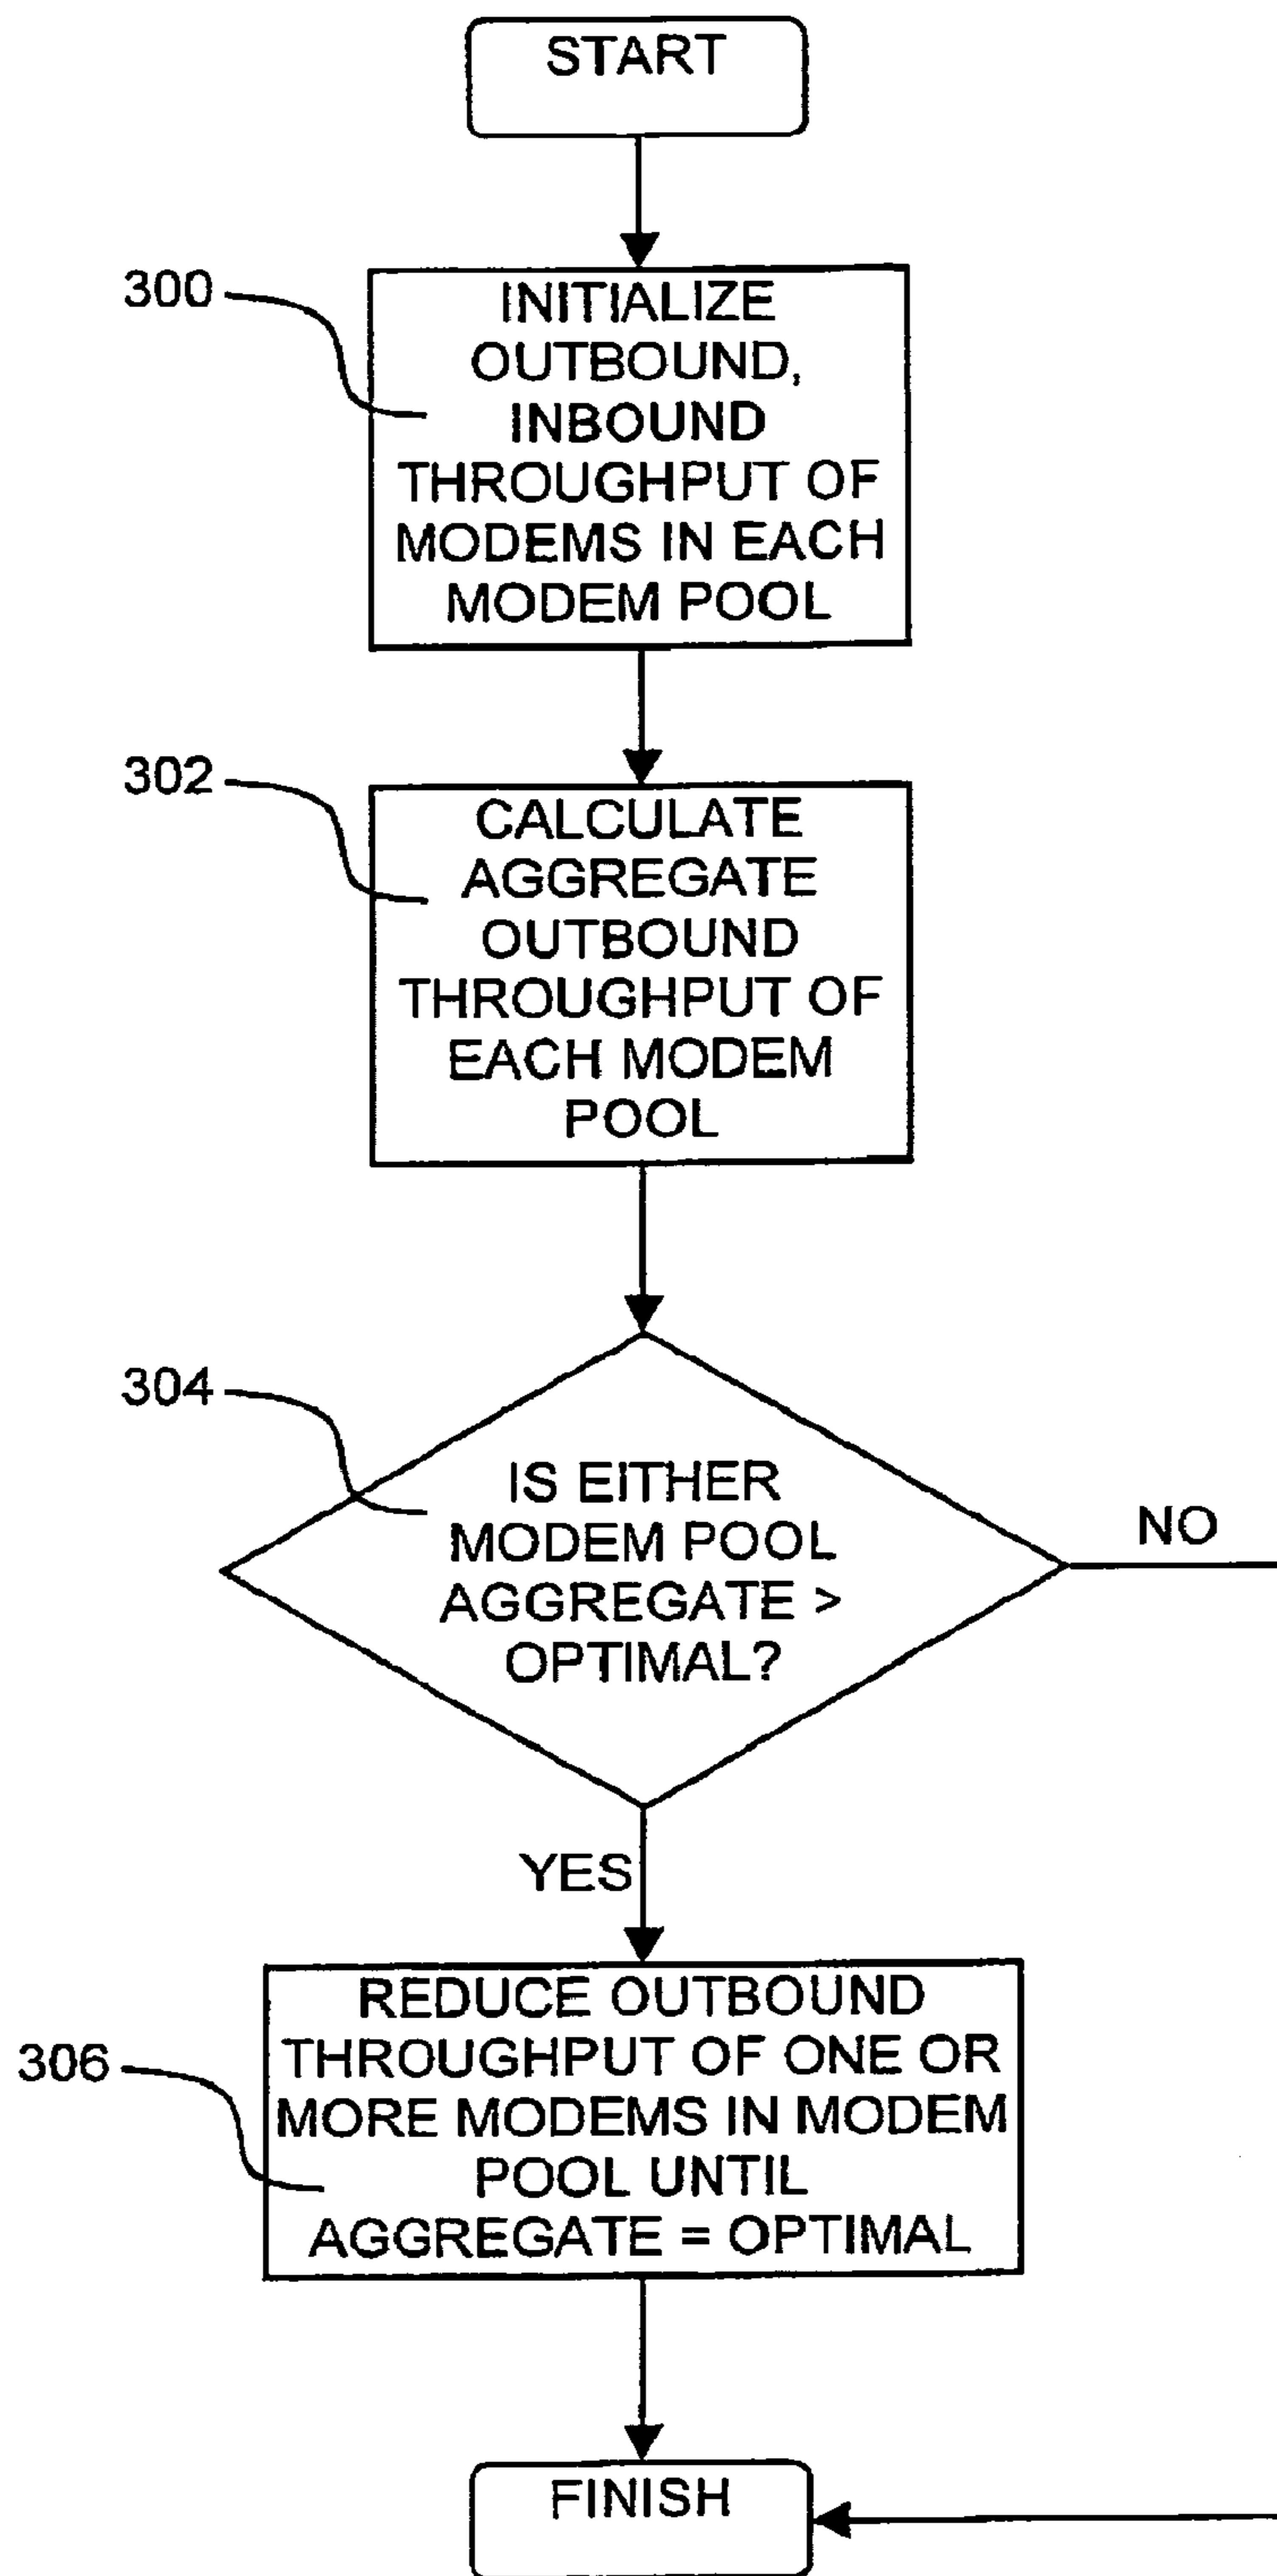 START
300
INITIALIZE
OUTBOUND,
INBOUND
THROUGHPUT OF
MODEMS IN EACH
MODEM POOL
302
CALCULATE
AGGREGATE
OUTBOUND
THROUGHPUT OF
EACH MODEM
POOL
304
IS EITHER
MODEM POOL
AGGREGATE >
OPTIMAL?
NO
YES
306
REDUCE OUTBOUND
THROUGHPUT OF ONE OR
MORE MODEMS IN MODEM
POOL UNTIL
AGGREGATE = OPTIMAL
FINISH